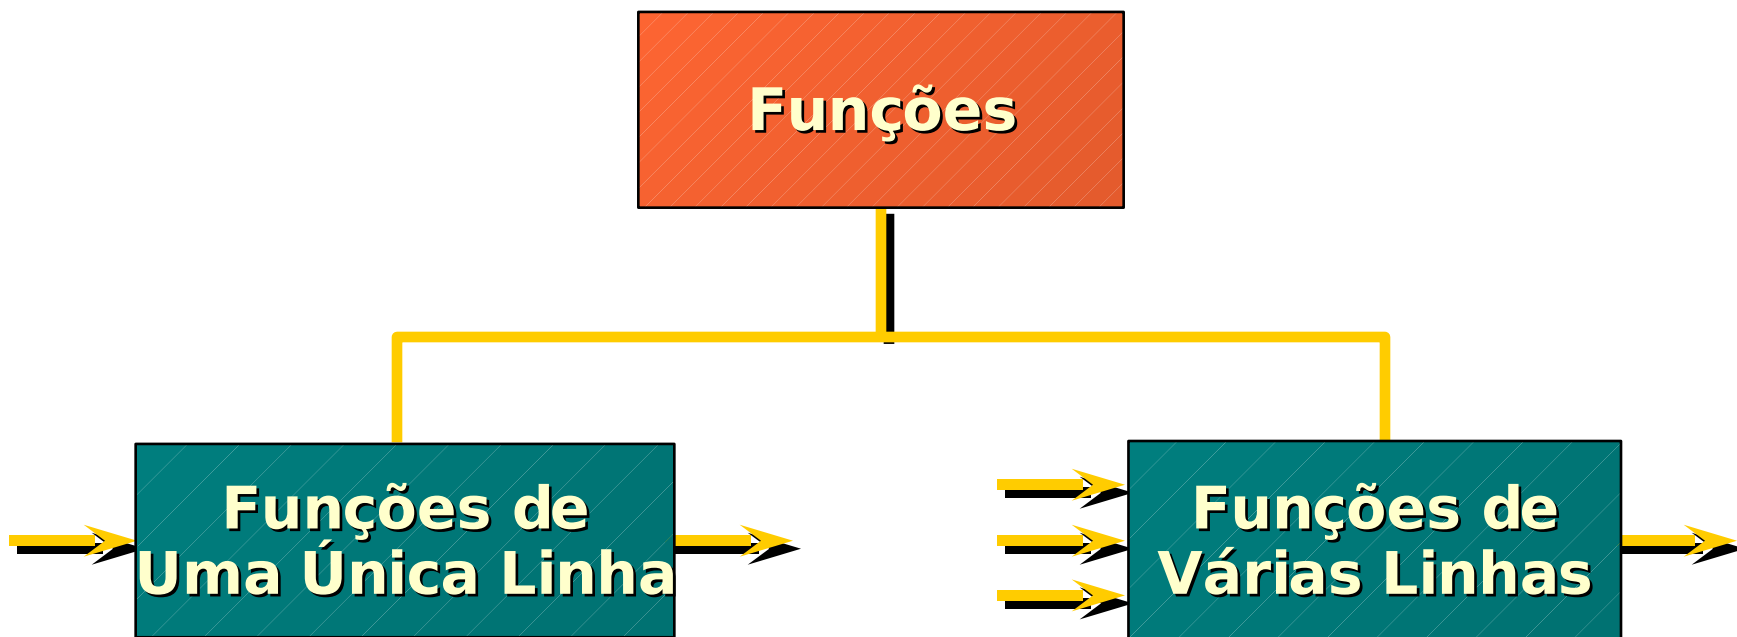 Funções
Funções de
Uma Única Linha
Funções de
Várias Linhas